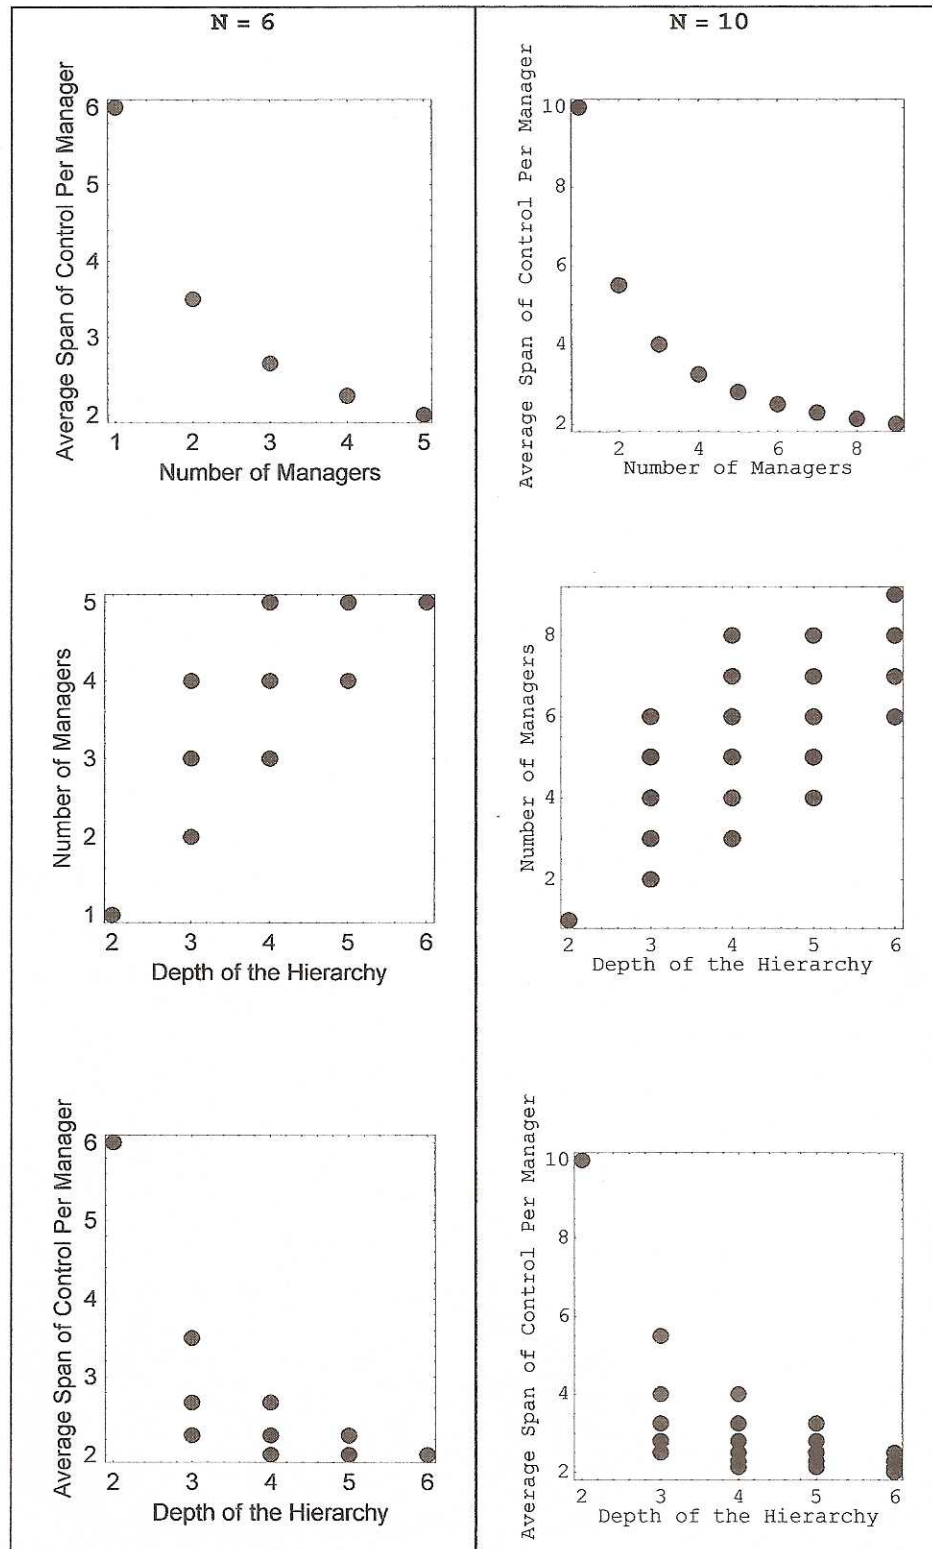 N = 6
Average Span of Control Per Manager
6
5
4
3
2
1 2 3 4 5
Number of Managers
Number of Managers
5
4
3
2
1
2 3 4 5 6
Depth of the Hierarchy
Average Span of Control Per Manager
6
5
4
3
2
2 3 4 5 6
Depth of the Hierarchy
N = 10
Average Span of Control Per Manager
10
8
6
4
2
2 4 6 8
Number of Managers
Number of Managers
8
6
4
2
2 3 4 5 6
Depth of the Hierarchy
Average Span of Control Per Manager
10
8
6
4
2
2 3 4 5 6
Depth of the Hierarchy